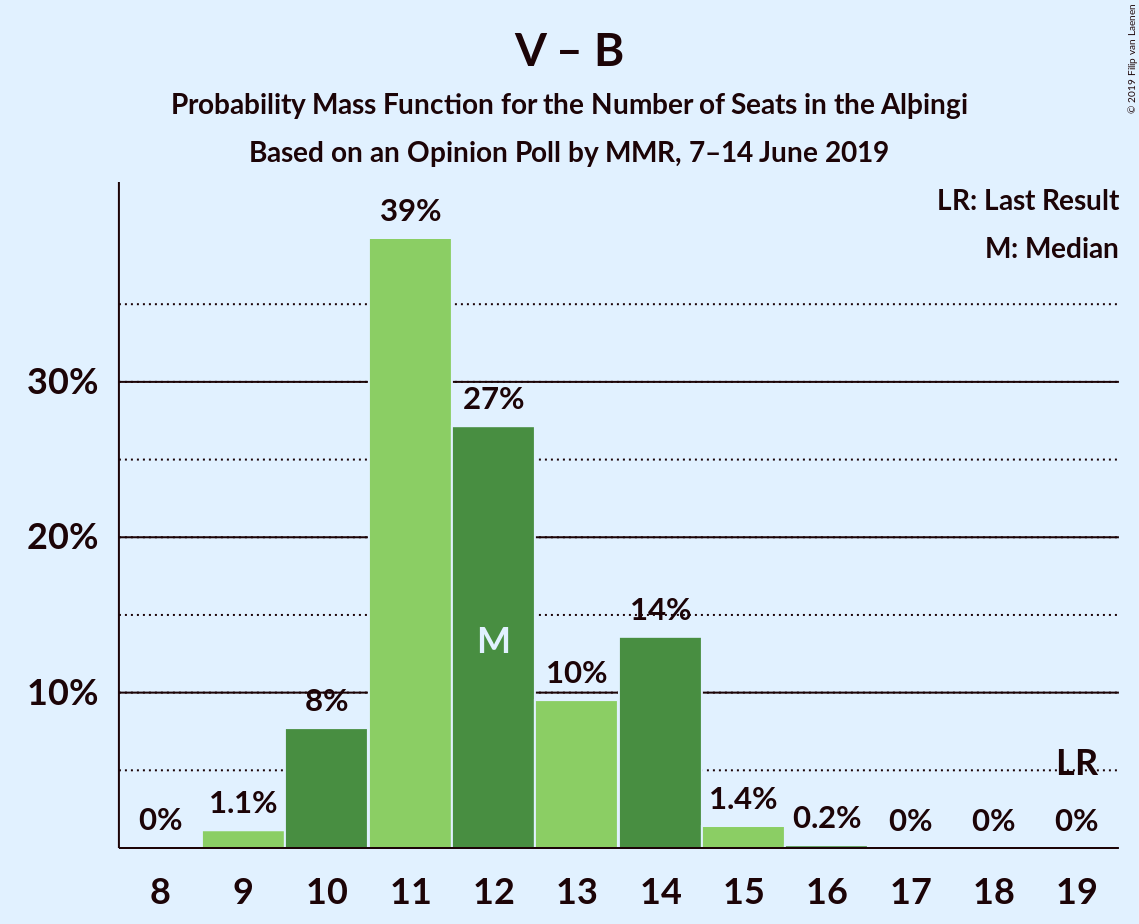 V – B
Probability Mass Function for the Number of Seats in the Alþingi
Based on an Opinion Poll by MMR, 7–14 June 2019
© 2019 Filip van Laenen
LR: Last Result
M: Median
39%
30%
27%
20%
14%
M
10%
10%
8%
LR
1.1%
1.4%
0%
0.2%
0%
0%
0%
8 9 10 11 12 13 14 15 16 17 18 19